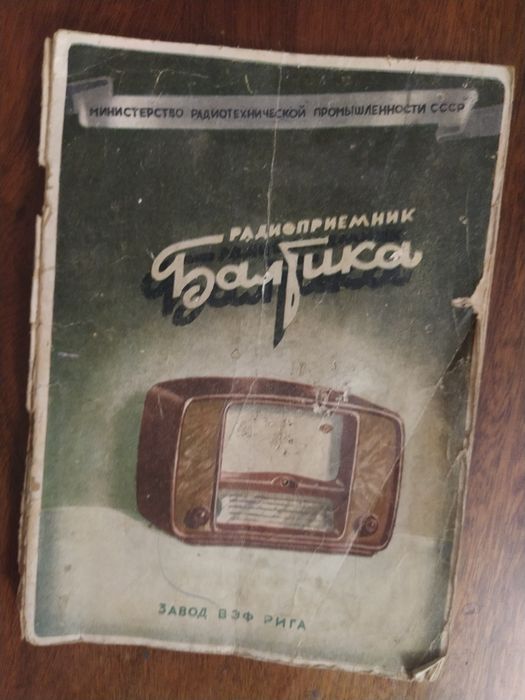 МИНИСТЕРСТВО РАДИОТЕХНИЧЕСКОЙ ПРОМЫШЛЕННОСТИ СССР
РАДИОПРИЕМНИК
Балтика
ЗАВОД ВЭФ РИГА